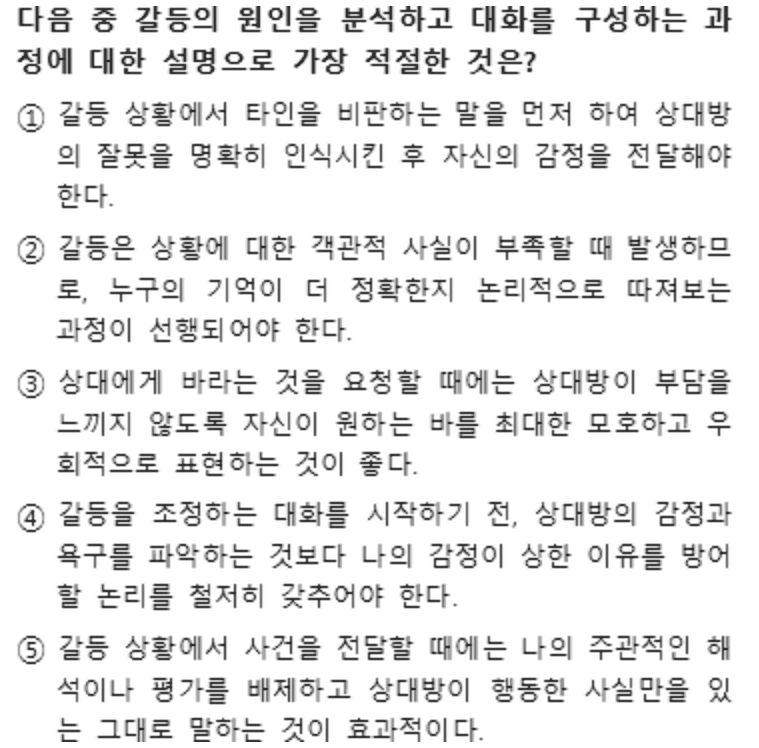 다음 중 갈등의 원인을 분석하고 대화를 구성하는 과
정에 대한 설명으로 가장 적절한 것은?
① 갈등 상황에서 타인을 비판하는 말을 먼저 하여 상대방
의 잘못을 명확히 인식시킨 후 자신의 감정을 전달해야
한다.
② 갈등은 상황에 대한 객관적 사실이 부족할 때 발생하므
로, 누구의 기억이 더 정확한지 논리적으로 따져보는
과정이 선행되어야 한다.
③ 상대에게 바라는 것을 요청할 때에는 상대방이 부담을
느끼지 않도록 자신이 원하는 바를 최대한 모호하고 우
회적으로 표현하는 것이 좋다.
④ 갈등을 조정하는 대화를 시작하기 전, 상대방의 감정과
욕구를 파악하는 것보다 나의 감정이 상한 이유를 방어
할 논리를 철저히 갖추어야 한다.
⑤ 갈등 상황에서 사건을 전달할 때에는 나의 주관적인 해
석이나 평가를 배제하고 상대방이 행동한 사실만을 있
는 그대로 말하는 것이 효과적이다.